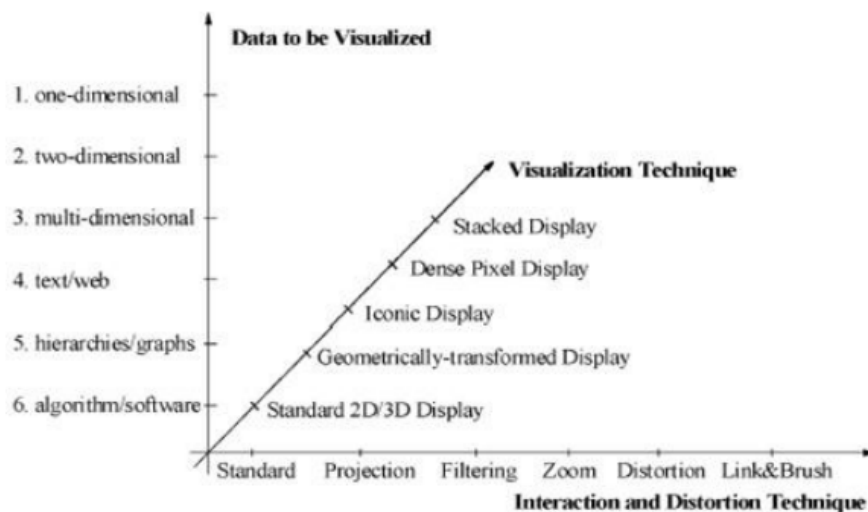 Data to be Visualized
1. one-dimensional
2. two-dimensional
Visualization Technique
3. multi-dimensional
Stacked Display
Dense Pixel Display
4. text/web
Iconic Display
5. hierarchies/graphs
Geometrically-transformed Display
6. algorithm/software
Standard 2D/3D Display
Standard Projection Filtering Zoom Distortion Link&Brush
Interaction and Distortion Technique